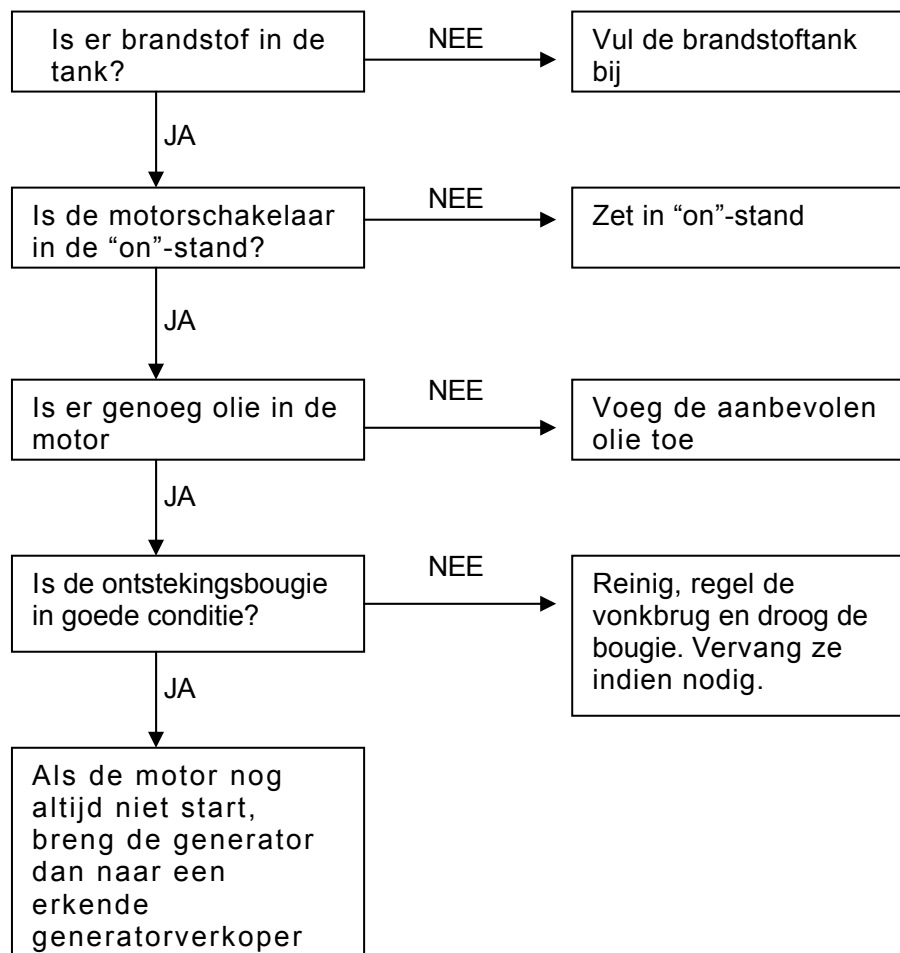 Is er brandstof in de
tank?
NEE
Vul de brandstoftank
bij
JA
Is de motorschakelaar
in de “on”-stand?
NEE
Zet in “on”-stand
JA
Is er genoeg olie in de
motor
NEE
Voeg de aanbevolen
olie toe
JA
Is de ontstekingsbougie
in goede conditie?
NEE
Reinig, regel de
vonkbrug en droog de
bougie. Vervang ze
indien nodig.
JA
Als de motor nog
altijd niet start,
breng de generator
dan naar een
erkende
generatorverkoper